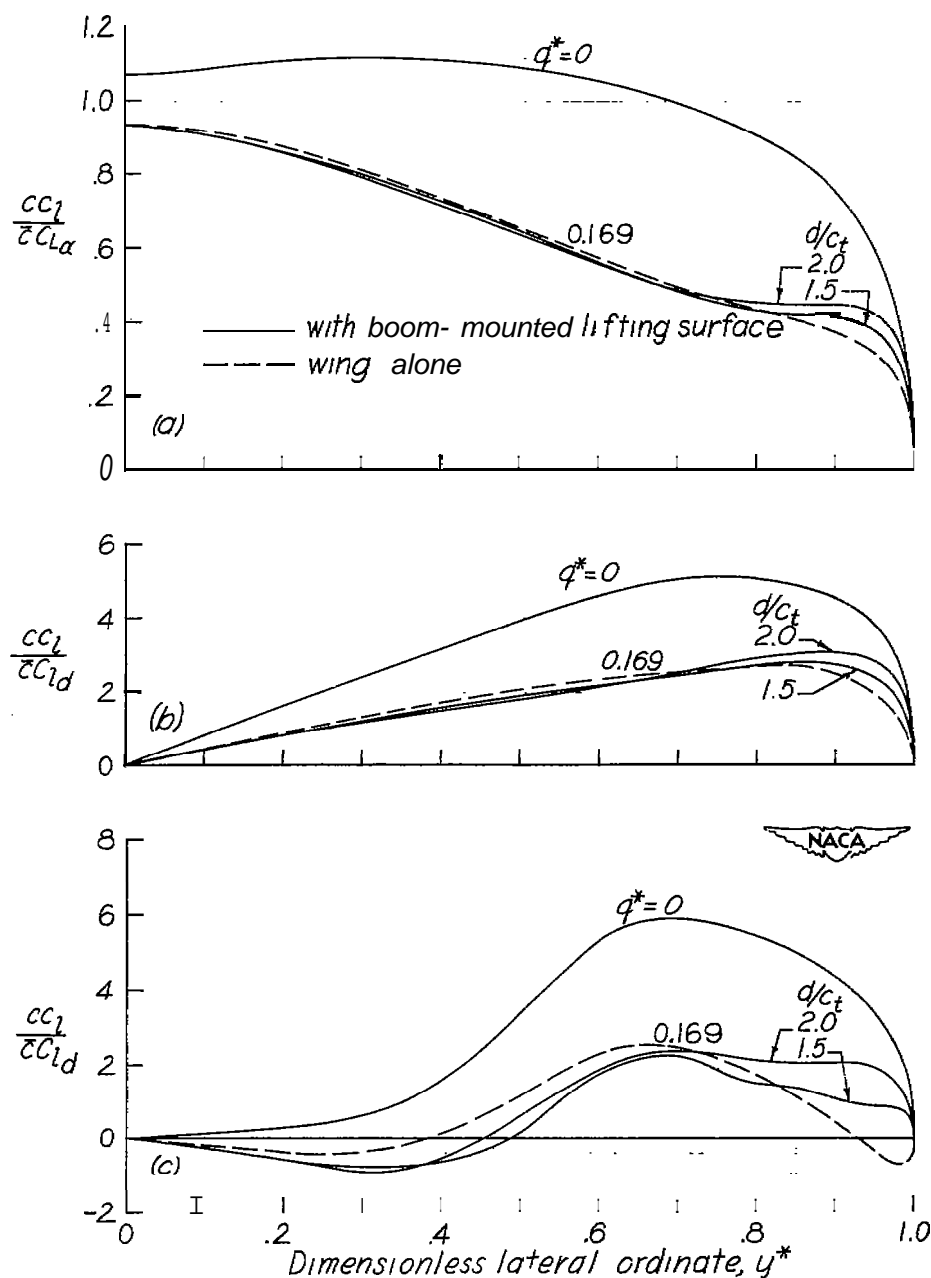 1.2
q*=0
1.0
.8
cc_l
c̄C_Lα
0.169
.6
d/c_t
2.0
1.5
.4
with boom-mounted lifting surface
wing alone
.2
(a)
0
6
q*=0
4
d/c_t
2.0
cc_l
c̄C_l_d
0.169
2
1.5
(b)
0
8
NACA
q*=0
6
4
d/c_t
2.0
cc_l
c̄C_l_d
0.169
1.5
2
0
(c)
-2
0 .2 .4 .6 .8 1.0
Dimensionless lateral ordinate, y*